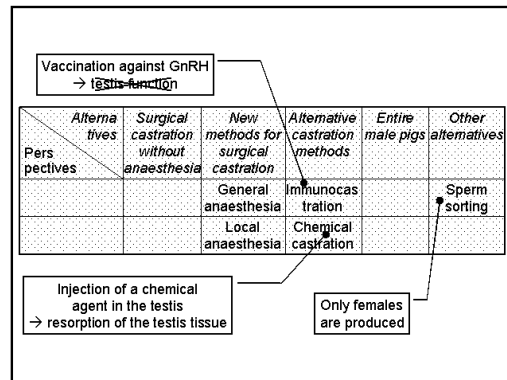 Vaccination against GnRH
→ testis function
Alterna
tives
Pers
pectives
Surgical
castration
without
anaesthesia
New
methods for
surgical
castration
Alternative
castration
methods
Entire
male pigs
Other
alternatives
General
anaesthesia
Immunocas
tration
Sperm
sorting
Local
anaesthesia
Chemical
castration
Injection of a chemical
agent in the testis
→ resorption of the testis tissue
Only females
are produced